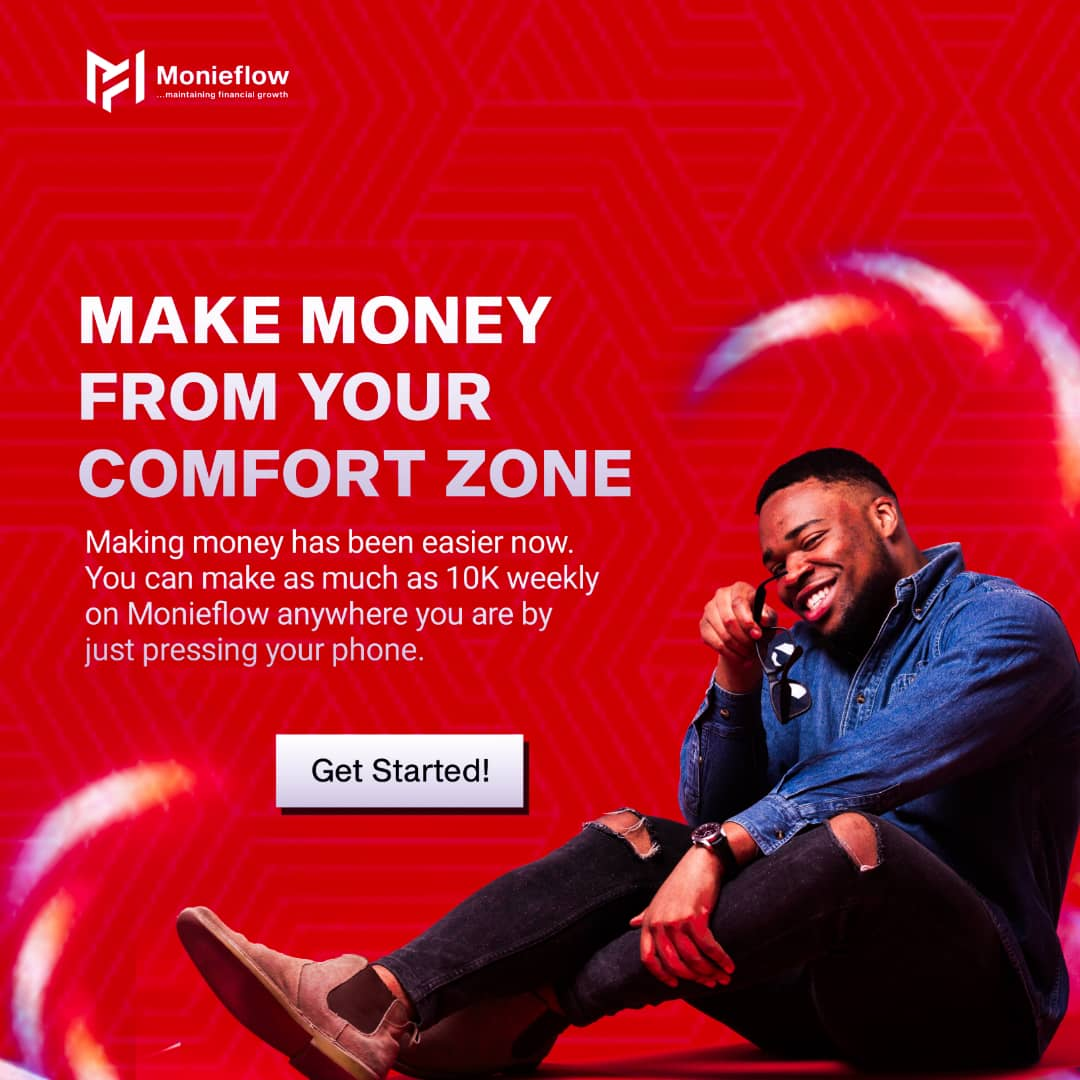 Monieflow
...maintaining financial growth
MAKE MONEY
FROM YOUR
COMFORT ZONE
Making money has been easier now.
You can make as much as 10K weekly
on Monieflow anywhere you are by
just pressing your phone.
Get Started!